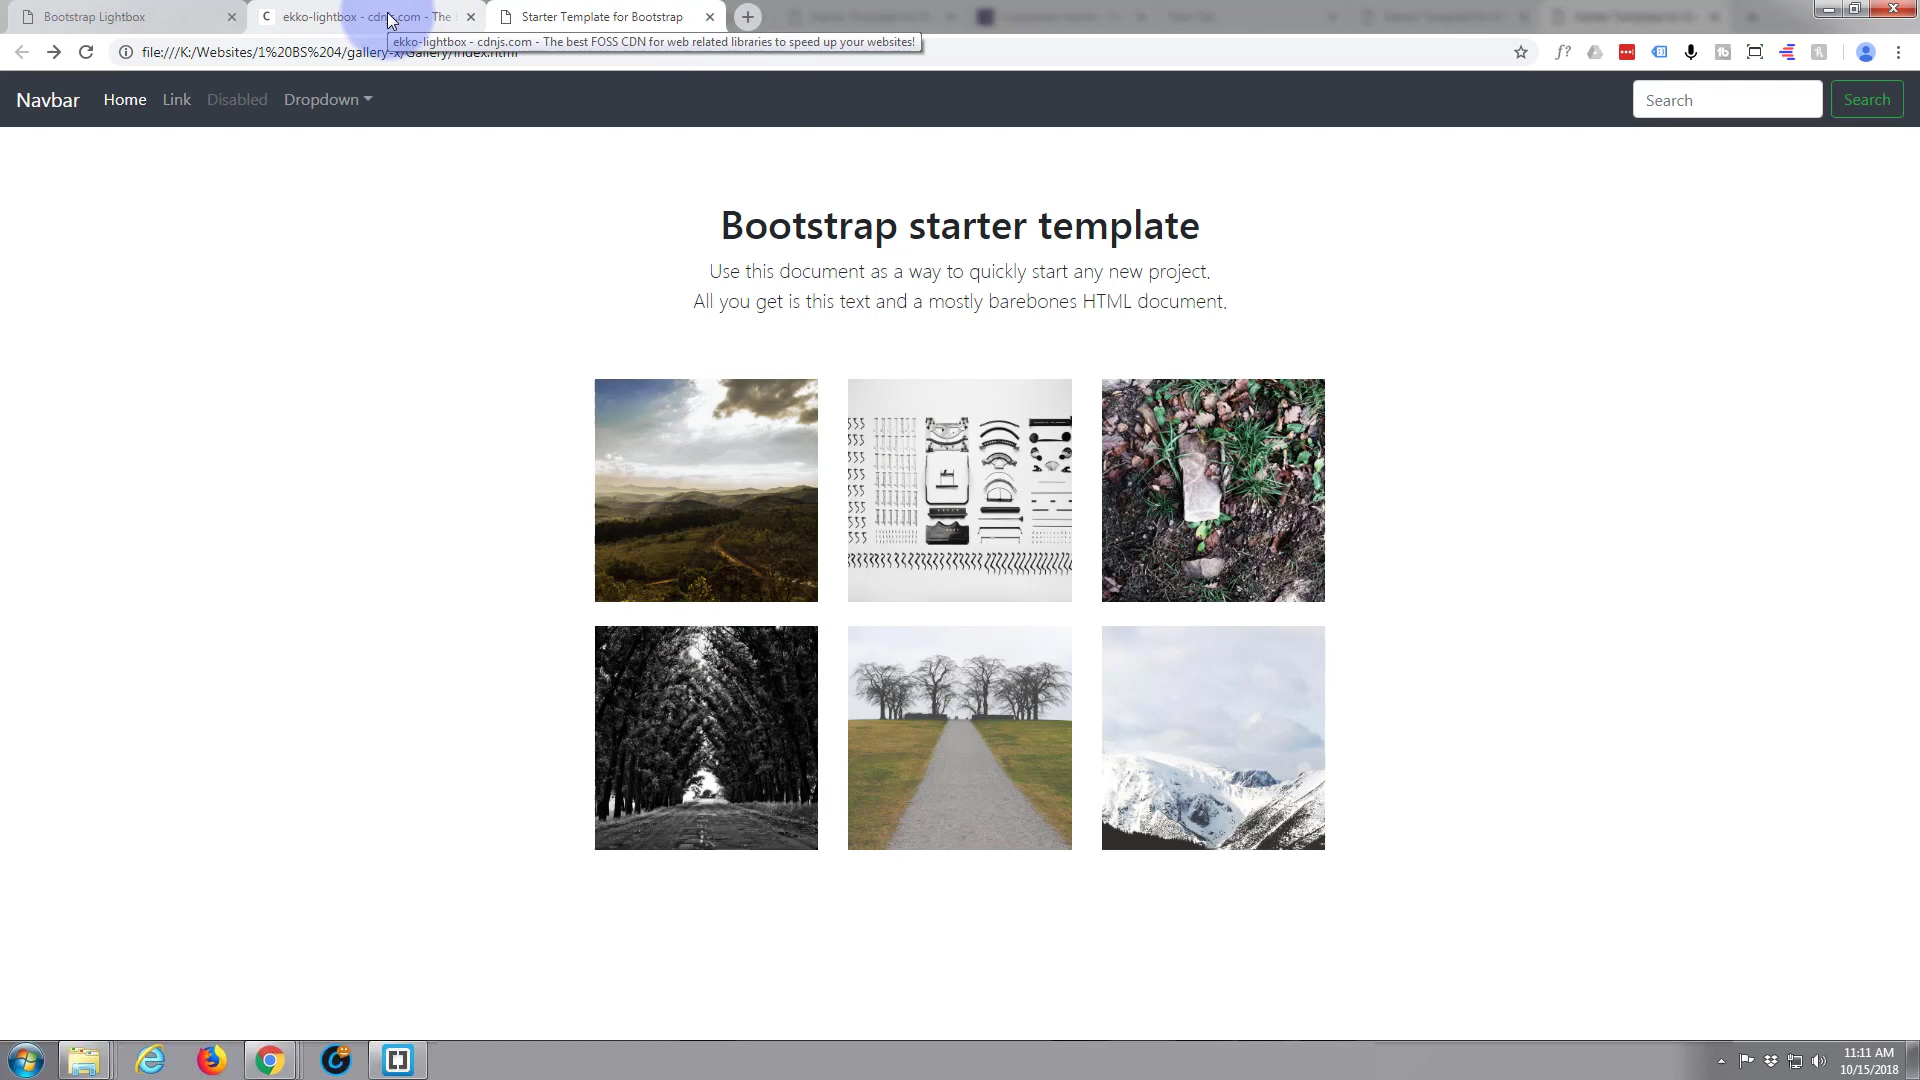 Bootstrap Lightbox
ekko-lightbox - cdnjs.com - The
Starter Template for Bootstrap
ekko-lightbox - cdnjs.com - The best FOSS CDN for web related libraries to speed up your websites!
file:///K:/Websites/1%20BS%204/gallery-x/Gallery/index.html
Navbar
Home
Link
Disabled
Dropdown
Search
Search
Bootstrap starter template
Use this document as a way to quickly start any new project.
All you get is this text and a mostly barebones HTML document.
11:11 AM
10/15/2018